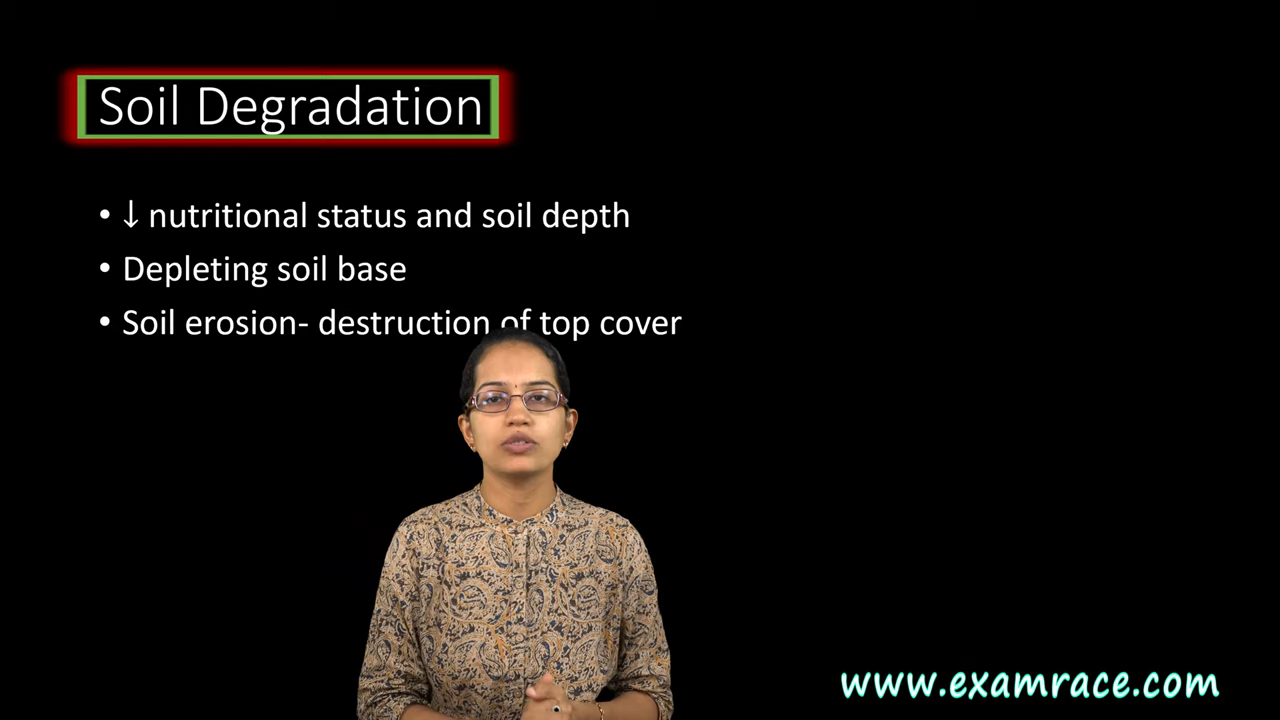 Soil Degradation
• ↓ nutritional status and soil depth
• Depleting soil base
• Soil erosion- destruction of top cover
www.examrace.com